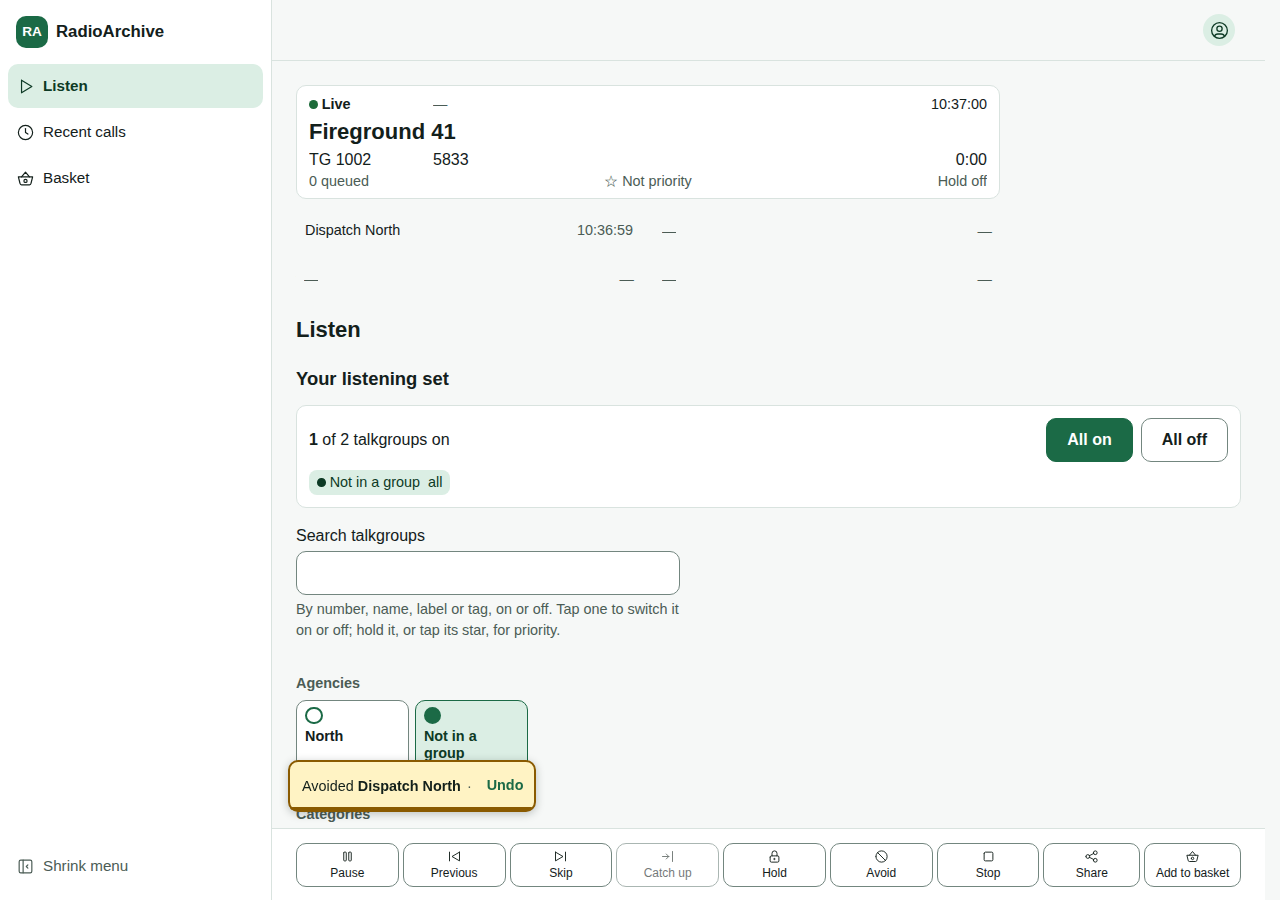 RA RadioArchive
Listen
Recent calls
Basket
Shrink menu
Live — 10:37:00
Fireground 41
TG 1002 5833 0:00
0 queued ☆ Not priority Hold off
Dispatch North 10:36:59 — —
— — — —
Listen
Your listening set
1 of 2 talkgroups on
All on All off
Not in a group all
Search talkgroups
By number, name, label or tag, on or off. Tap one to switch it
on or off; hold it, or tap its star, for priority.
Agencies
North
Not in a
group
Avoided Dispatch North · Undo
Categories
Pause Previous Skip Catch up Hold Avoid Stop Share Add to basket